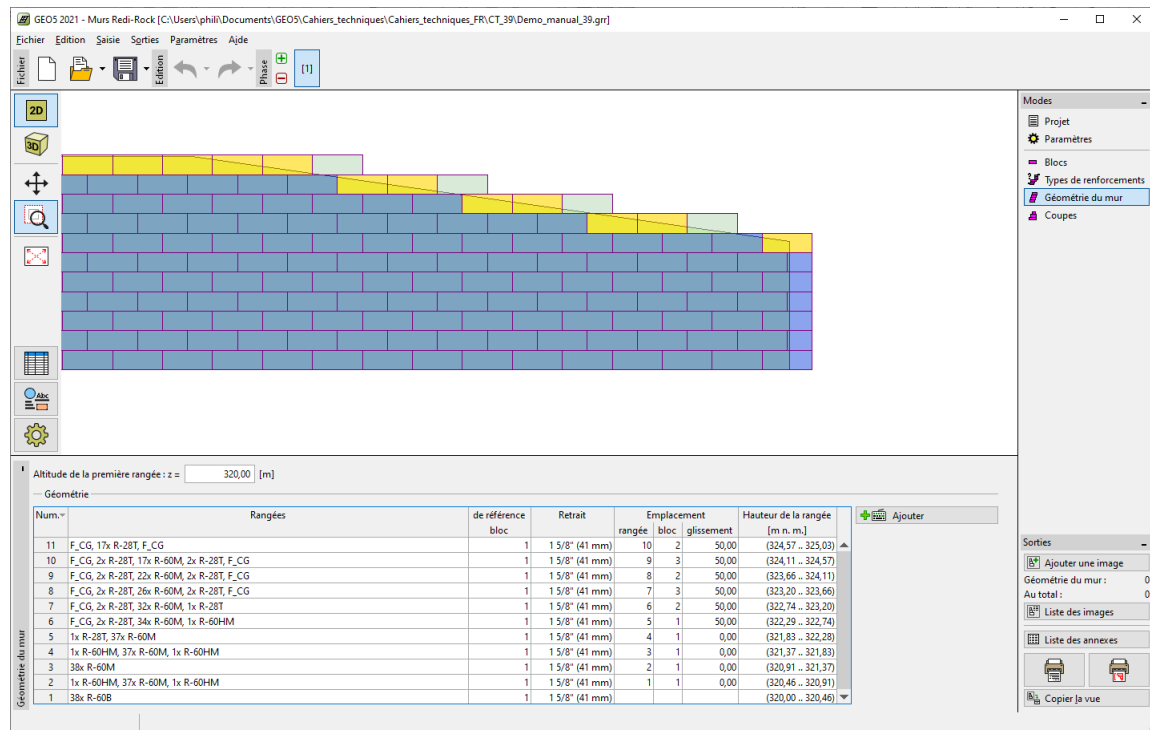 GEO5 2021 - Murs Redi-Rock [C:\Users\phili\Documents\GEO5\Cahiers_techniques\Cahiers_techniques_FR\CT_39\Demo_manual_39.grr]
Fichier Edition Saisie Sorties Paramètres Aide
Fichier
Edition
Phase
[1]
2D
3D
Abc
Modes
Projet
Paramètres
Blocs
Types de renforcements
Géométrie du mur
Coupes
Altitude de la première rangée : z = 320,00 [m]
Géométrie
Num. Rangées de référence Retrait Emplacement Hauteur de la rangée
bloc rangée bloc glissement [m n. m.]
11 F_CG, 17x R-28T, F_CG 1 1 5/8" (41 mm) 10 2 50,00 (324,57 .. 325,03)
10 F_CG, 2x R-28T, 17x R-60M, 2x R-28T, F_CG 1 1 5/8" (41 mm) 9 3 50,00 (324,11 .. 324,57)
9 F_CG, 2x R-28T, 22x R-60M, 2x R-28T, F_CG 1 1 5/8" (41 mm) 8 2 50,00 (323,66 .. 324,11)
8 F_CG, 2x R-28T, 26x R-60M, 2x R-28T, F_CG 1 1 5/8" (41 mm) 7 3 50,00 (323,20 .. 323,66)
7 F_CG, 2x R-28T, 32x R-60M, 1x R-28T 1 1 5/8" (41 mm) 6 2 50,00 (322,74 .. 323,20)
6 F_CG, 2x R-28T, 34x R-60M, 1x R-60HM 1 1 5/8" (41 mm) 5 1 50,00 (322,29 .. 322,74)
5 1x R-28T, 37x R-60M 1 1 5/8" (41 mm) 4 1 0,00 (321,83 .. 322,28)
4 1x R-60HM, 37x R-60M, 1x R-60HM 1 1 5/8" (41 mm) 3 1 0,00 (321,37 .. 321,83)
3 38x R-60M 1 1 5/8" (41 mm) 2 1 0,00 (320,91 .. 321,37)
2 1x R-60HM, 37x R-60M, 1x R-60HM 1 1 5/8" (41 mm) 1 1 0,00 (320,46 .. 320,91)
1 38x R-60B 1 1 5/8" (41 mm) (320,00 .. 320,46)
Ajouter
Géométrie du mur
Sorties
Ajouter une image
Géométrie du mur : 0
Au total : 0
Liste des images
Liste des annexes
Copier la vue